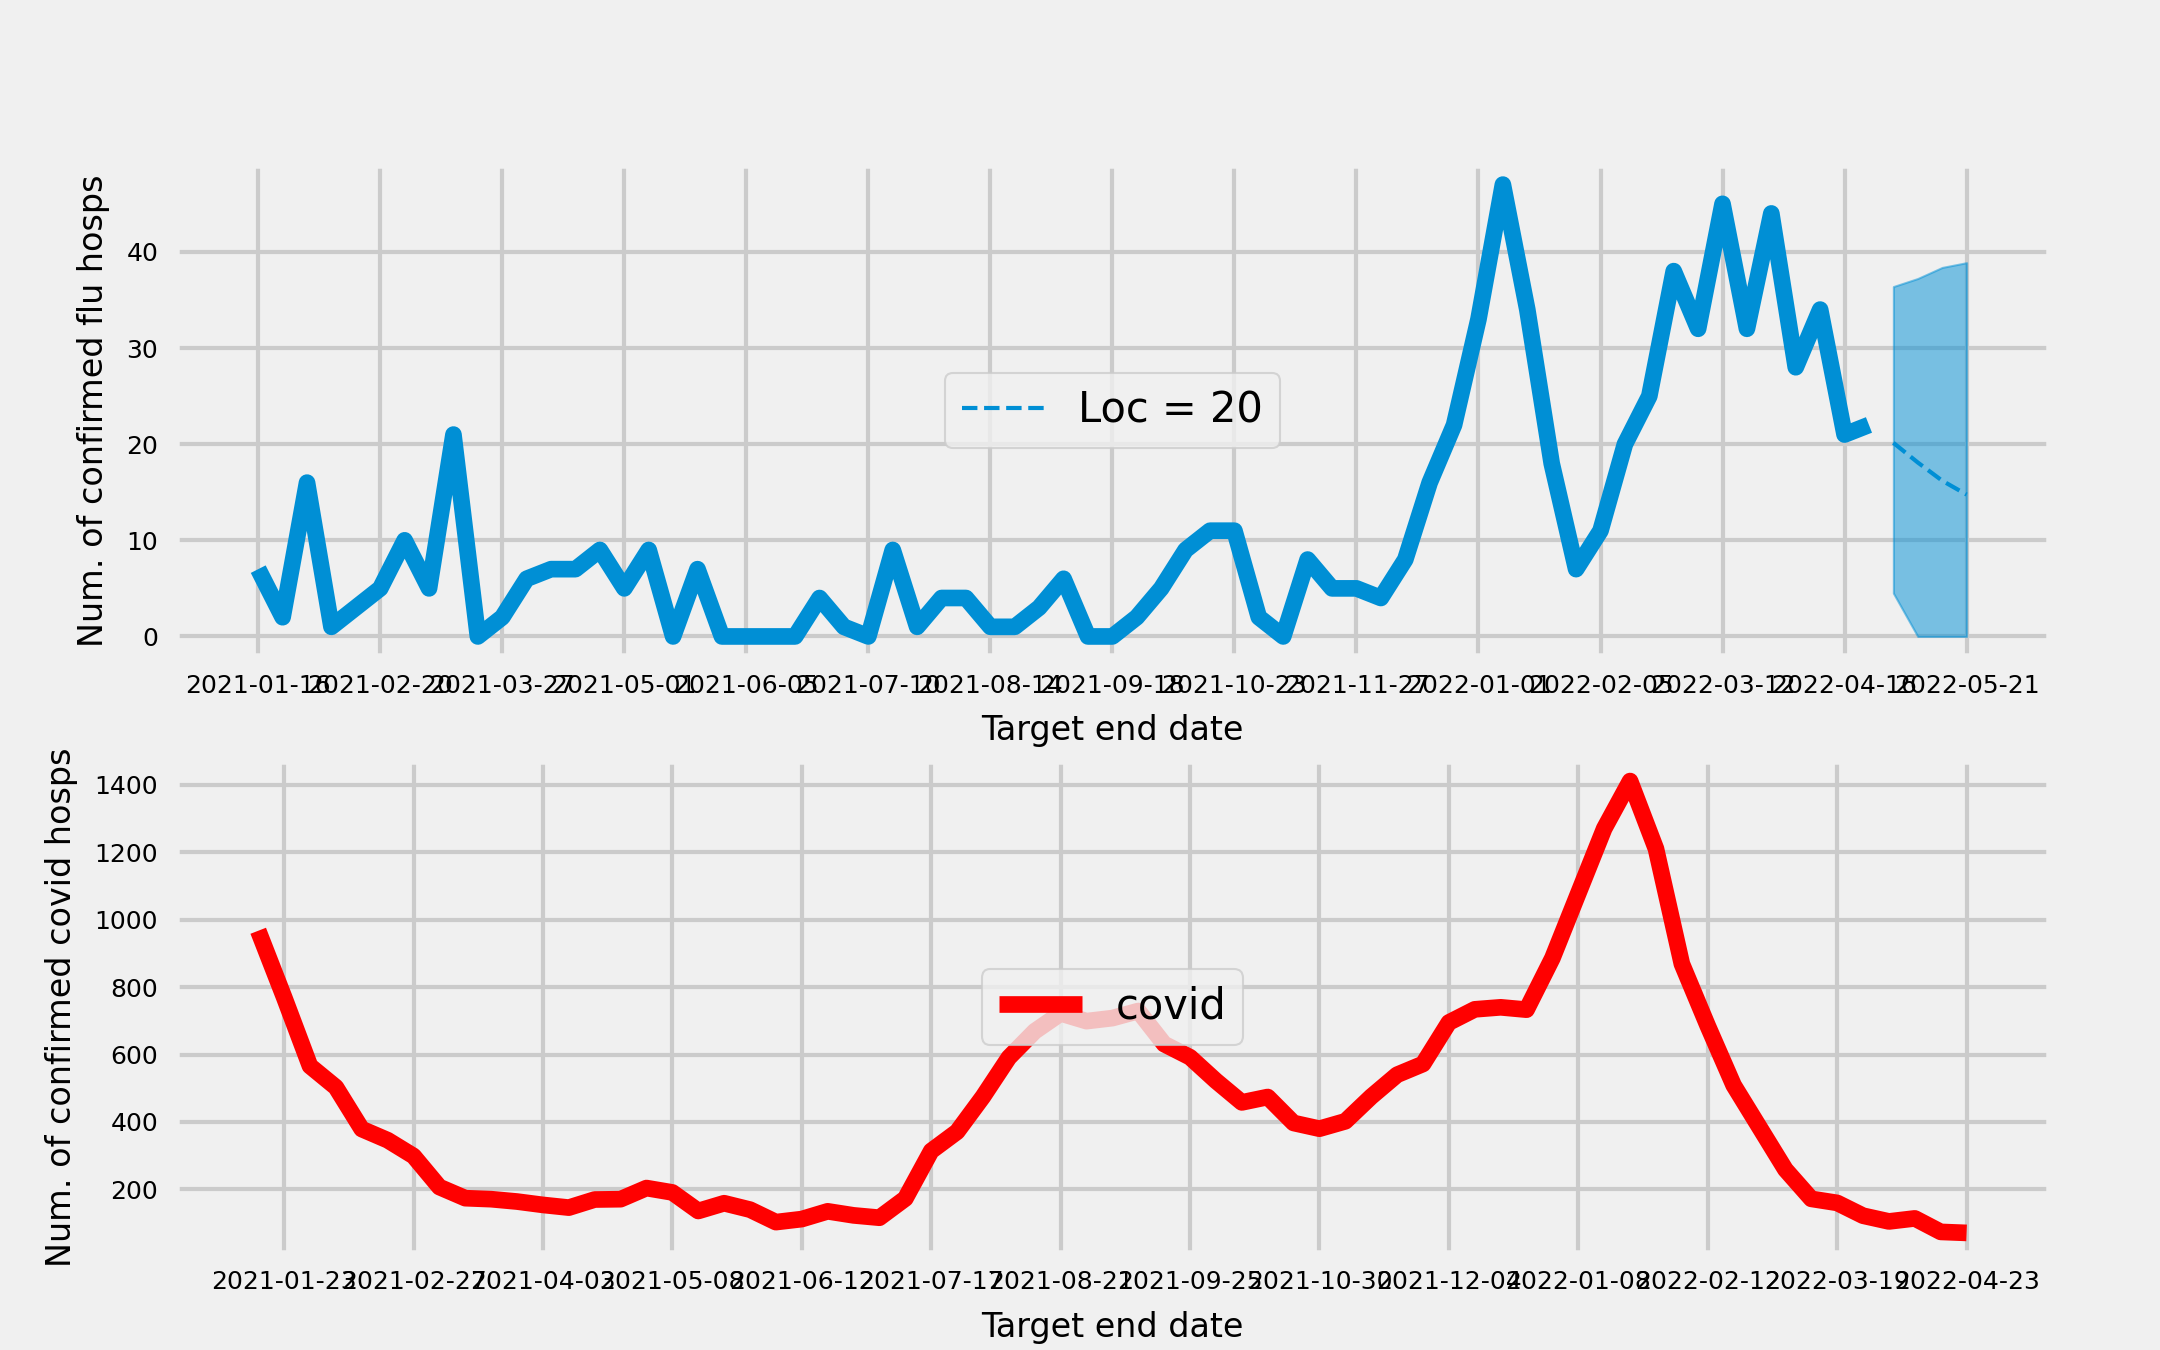 Num. of confirmed flu hosps
40
30
20
10
0
Loc = 20
2021-01-16 2021-02-20 2021-03-27 2021-05-01 2021-06-05 2021-07-10 2021-08-14 2021-09-18 2021-10-23 2021-11-27 2022-01-01 2022-02-05 2022-03-12 2022-04-16 2022-05-21
Target end date
Num. of confirmed covid hosps
1400
1200
1000
800
600
400
200
covid
2021-01-23 2021-02-27 2021-04-03 2021-05-08 2021-06-12 2021-07-17 2021-08-21 2021-09-25 2021-10-30 2021-12-04 2022-01-08 2022-02-12 2022-03-19 2022-04-23
Target end date